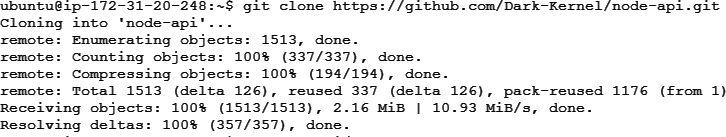 ubuntu@ip-172-31-20-248:~$ git clone https://github.com/Dark-Kernel/node-api.git
Cloning into 'node-api'...
remote: Enumerating objects: 1513, done.
remote: Counting objects: 100% (337/337), done.
remote: Compressing objects: 100% (194/194), done.
remote: Total 1513 (delta 126), reused 337 (delta 126), pack-reused 1176 (from 1)
Receiving objects: 100% (1513/1513), 2.16 MiB | 10.93 MiB/s, done.
Resolving deltas: 100% (357/357), done.